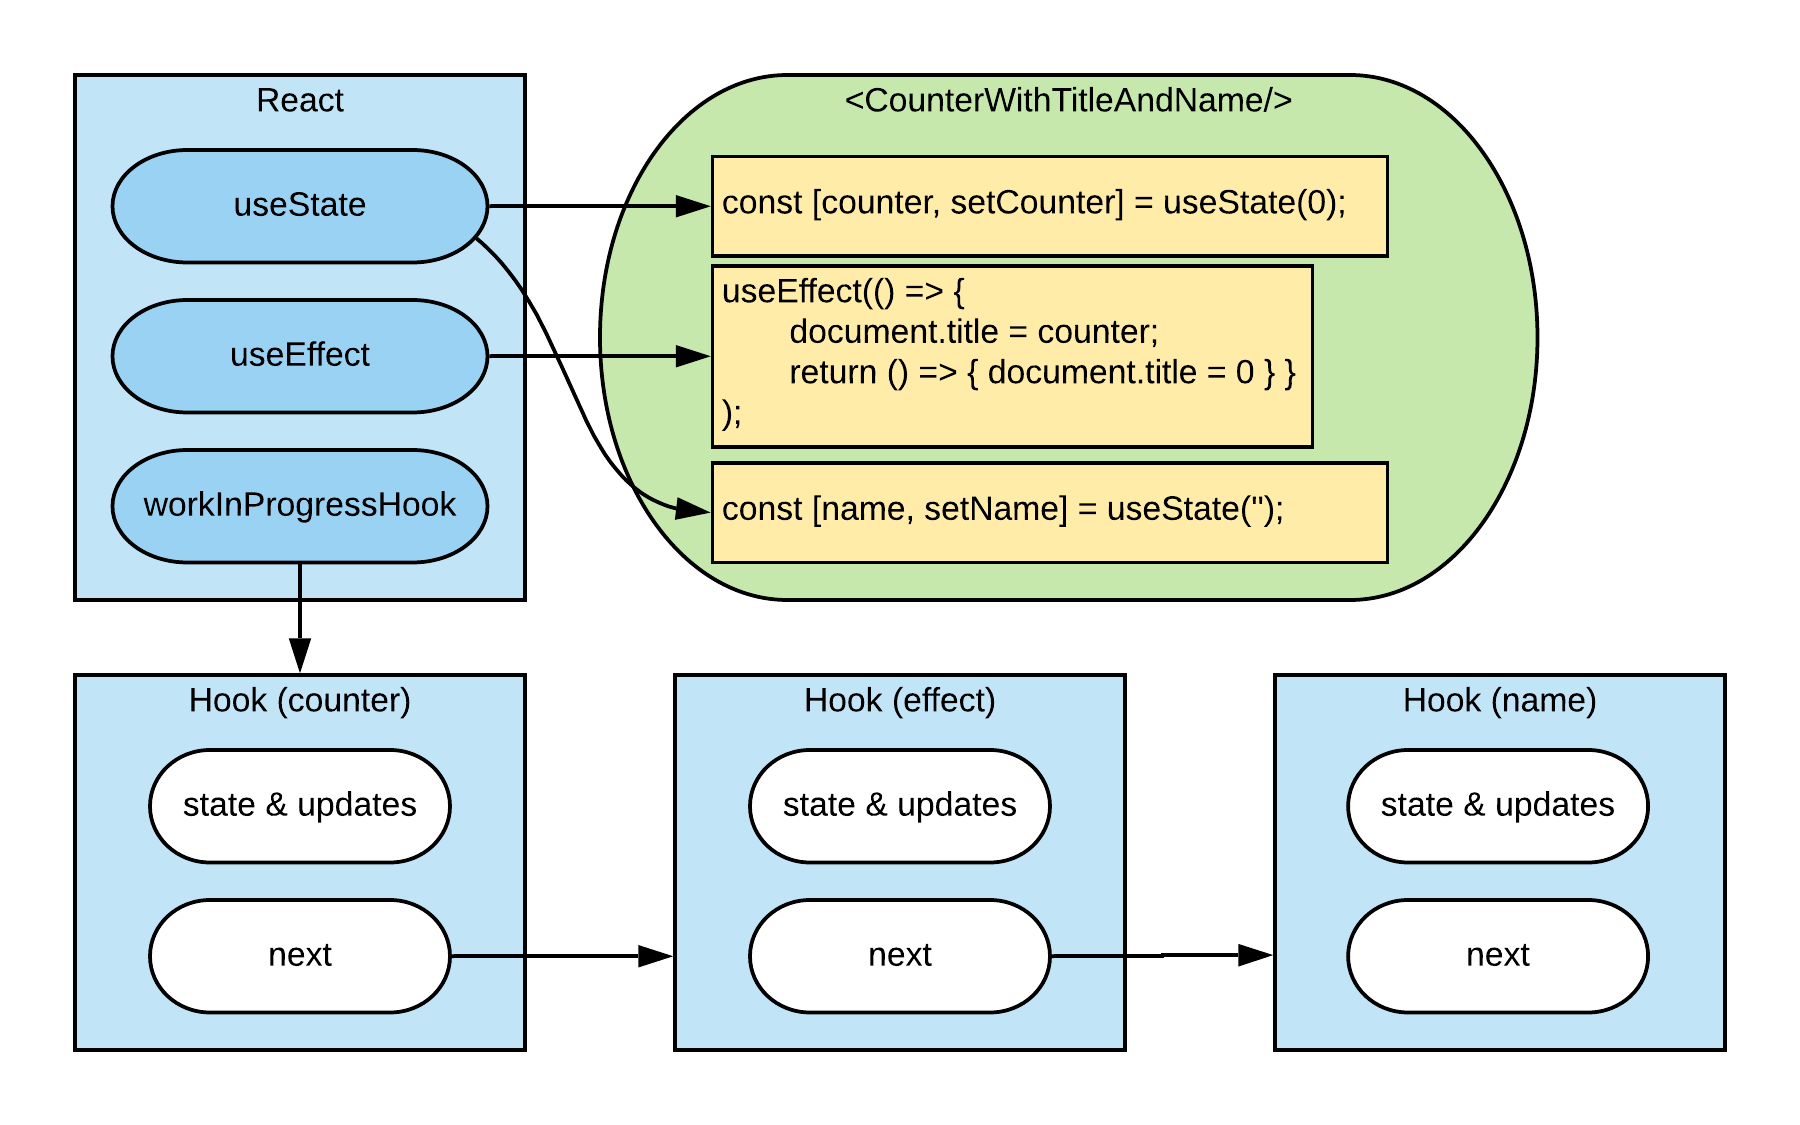 React
useState
useEffect
workInProgressHook
<CounterWithTitleAndName/>
const [counter, setCounter] = useState(0);
useEffect(() => {
document.title = counter;
return () => { document.title = 0 } }
);
const [name, setName] = useState('');
Hook (counter)
state & updates
next
Hook (effect)
state & updates
next
Hook (name)
state & updates
next